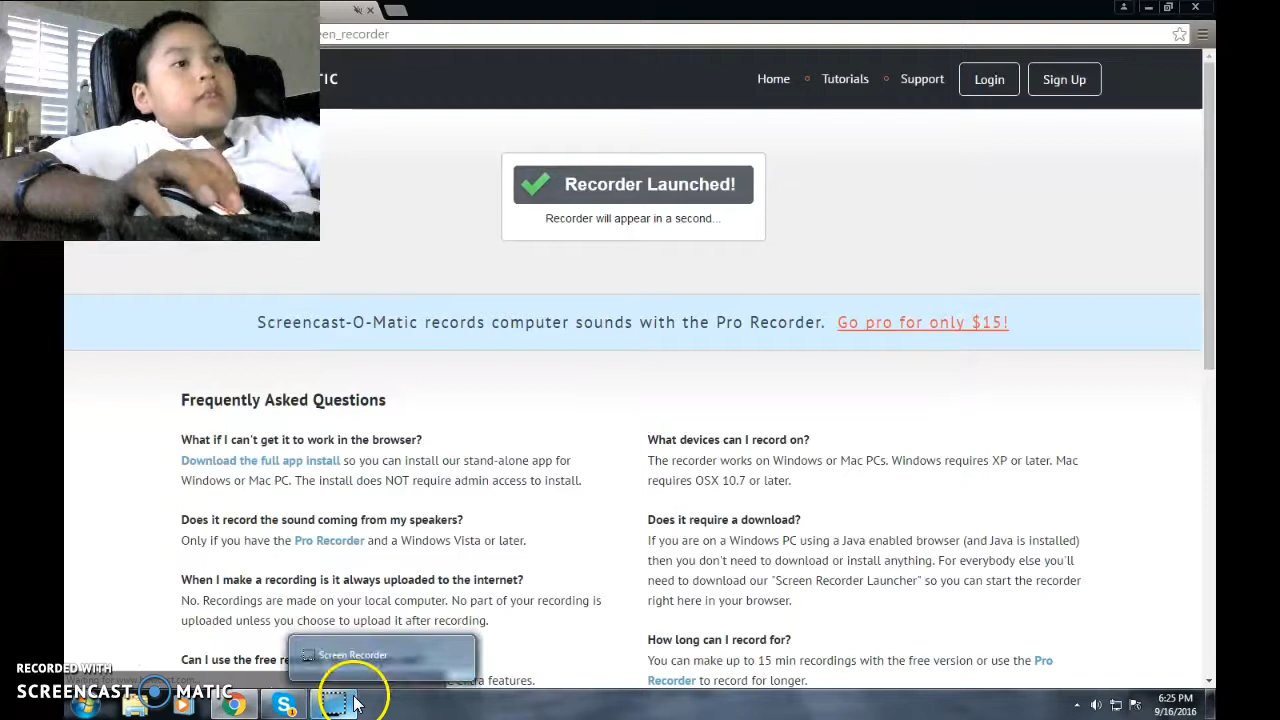 een_recorder
TIC
Home
Tutorials
Support
Login
Sign Up
Recorder Launched!
Recorder will appear in a second...
Screencast-O-Matic records computer sounds with the Pro Recorder. Go pro for only $15!
Frequently Asked Questions
What if I can't get it to work in the browser?
Download the full app install so you can install our stand-alone app for
Windows or Mac PC. The install does NOT require admin access to install.
Does it record the sound coming from my speakers?
Only if you have the Pro Recorder and a Windows Vista or later.
When I make a recording is it always uploaded to the internet?
No. Recordings are made on your local computer. No part of your recording is
uploaded unless you choose to upload it after recording.
Can I use the free re
features.
What devices can I record on?
The recorder works on Windows or Mac PCs. Windows requires XP or later. Mac
requires OSX 10.7 or later.
Does it require a download?
If you are on a Windows PC using a Java enabled browser (and Java is installed)
then you don't need to download or install anything. For everybody else you'll
need to download our "Screen Recorder Launcher" so you can start the recorder
right here in your browser.
How long can I record for?
You can make up to 15 min recordings with the free version or use the Pro
Recorder to record for longer.
Screen Recorder
RECORDED WITH
SCREENCAST MATIC
6:25 PM
9/16/2016